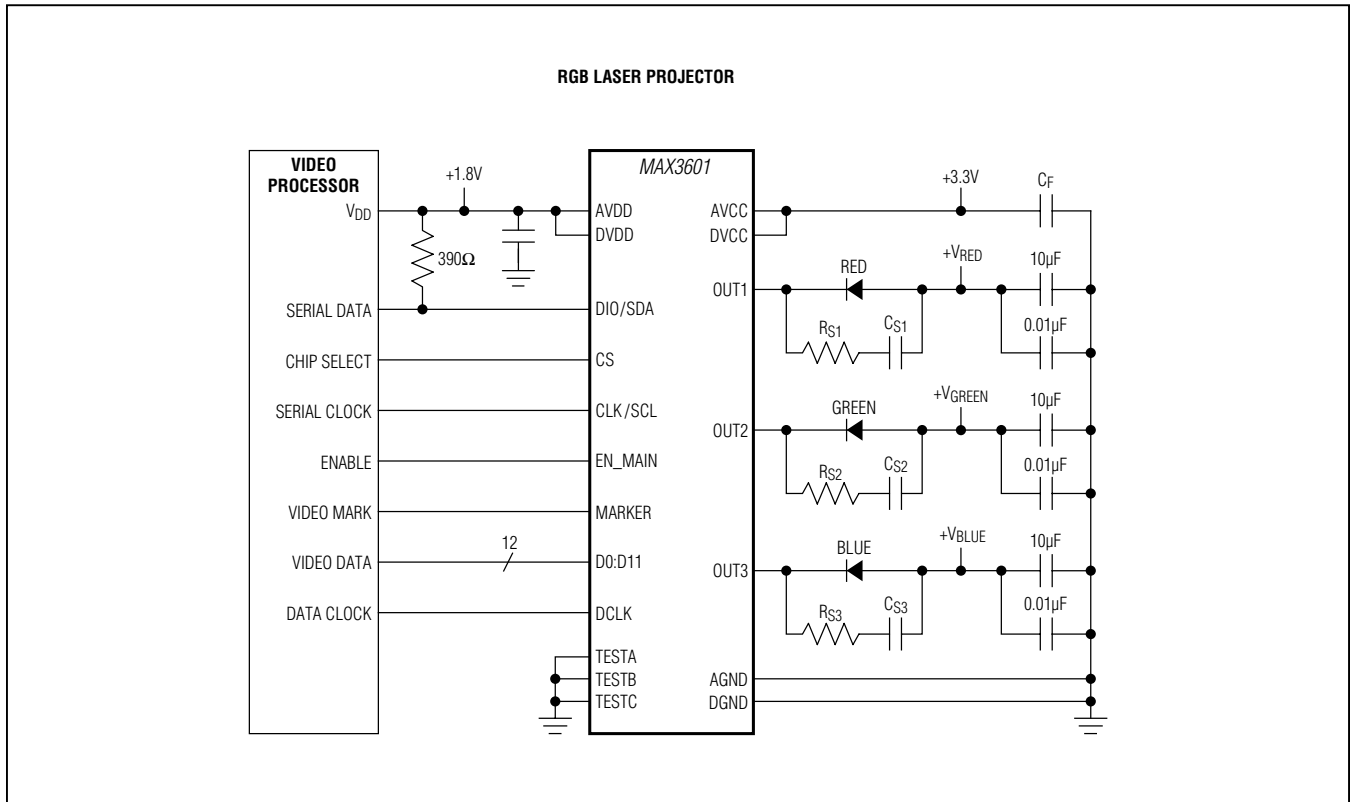 RGB LASER PROJECTOR
VIDEO
PROCESSOR
VDD
SERIAL DATA
CHIP SELECT
SERIAL CLOCK
ENABLE
VIDEO MARK
VIDEO DATA
DATA CLOCK
+1.8V
390Ω
12
MAX3601
AVDD
DVDD
DIO/SDA
CS
CLK/SCL
EN_MAIN
MARKER
D0:D11
DCLK
TESTA
TESTB
TESTC
AVCC
DVCC
OUT1
OUT2
OUT3
AGND
DGND
+3.3V
CF
RED
+VRED
10µF
RS1
CS1
0.01µF
GREEN
+VGREEN
10µF
RS2
CS2
0.01µF
BLUE
+VBLUE
10µF
RS3
CS3
0.01µF